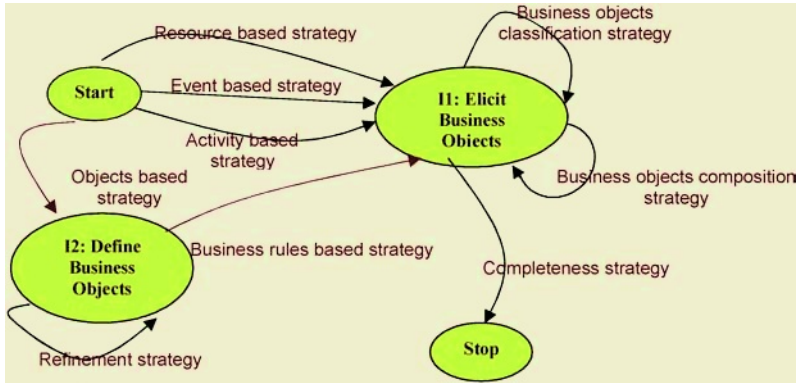 Business objects
classification strategy
Resource based strategy
Start
Event based strategy
I1: Elicit
Business
Obiects
Activity based
strategy
Objects based
strategy
Business objects composition
strategy
I2: Define
Business
Objects
Business rules based strategy
Completeness strategy
Stop
Refinement strategy